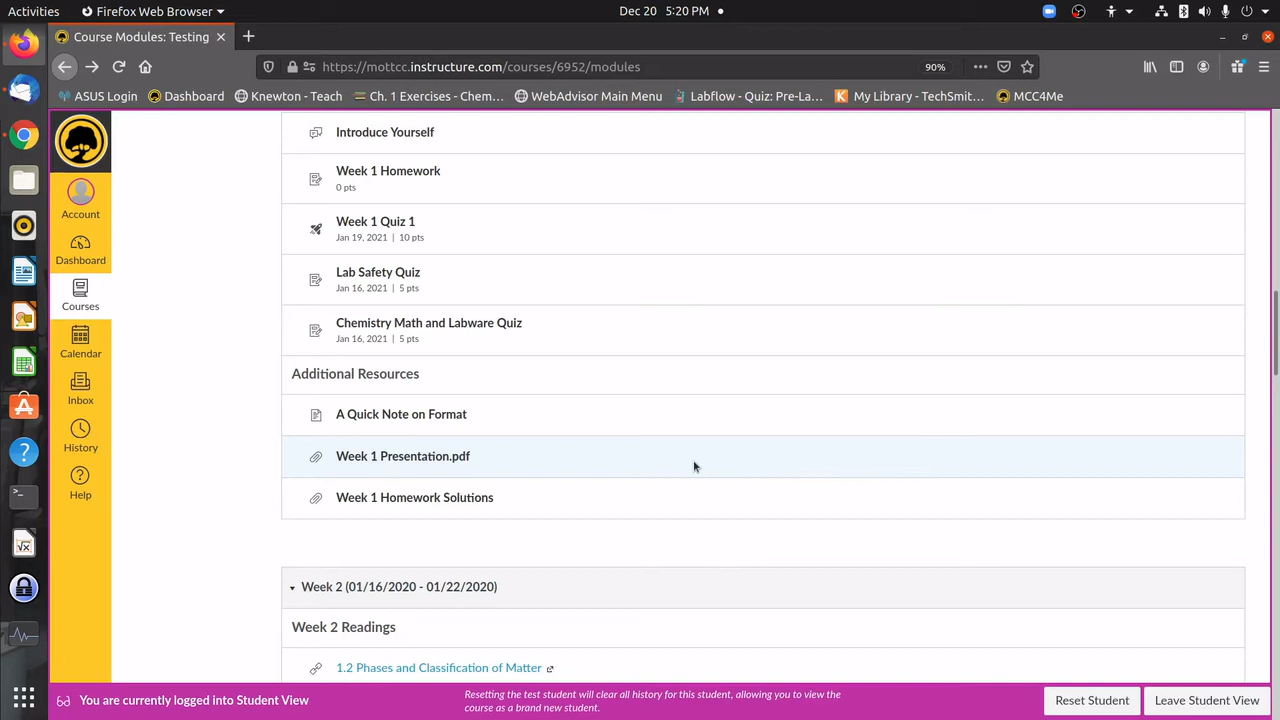 Activities
Firefox Web Browser
Dec 20 5:20 PM
Course Modules: Testing
https://mottcc.instructure.com/courses/6952/modules
90%
ASUS Login
Dashboard
Knewton - Teach
Ch. 1 Exercises - Chem...
WebAdvisor Main Menu
Labflow - Quiz: Pre-La...
My Library - TechSmit...
MCC4Me
Account
Dashboard
Courses
Calendar
Inbox
History
Help
Introduce Yourself
Week 1 Homework
0 pts
Week 1 Quiz 1
Jan 19, 2021 | 10 pts
Lab Safety Quiz
Jan 16, 2021 | 5 pts
Chemistry Math and Labware Quiz
Jan 16, 2021 | 5 pts
Additional Resources
A Quick Note on Format
Week 1 Presentation.pdf
Week 1 Homework Solutions
Week 2 (01/16/2020 - 01/22/2020)
Week 2 Readings
1.2 Phases and Classification of Matter
You are currently logged into Student View
Resetting the test student will clear all history for this student, allowing you to view the
course as a brand new student.
Reset Student
Leave Student View